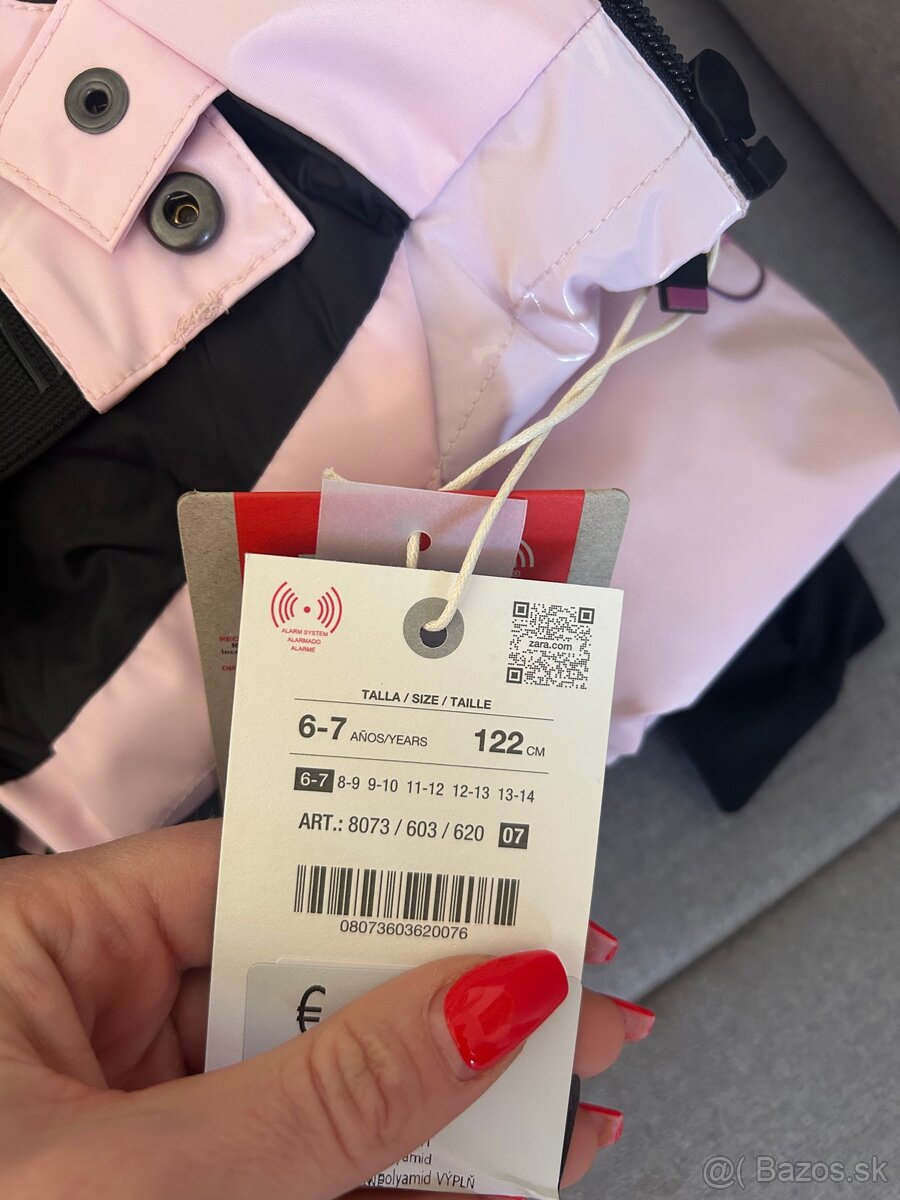 ALARM SYSTEM
ALARMADO
ALARME
zara.com
TALLA / SIZE / TAILLE
6-7 AÑOS/YEARS 122 CM
6-7 8-9 9-10 11-12 12-13 13-14
ART.: 8073 / 603 / 620 07
08073603620076
€
polyamid VÝPLŇ
@( Bazos.sk